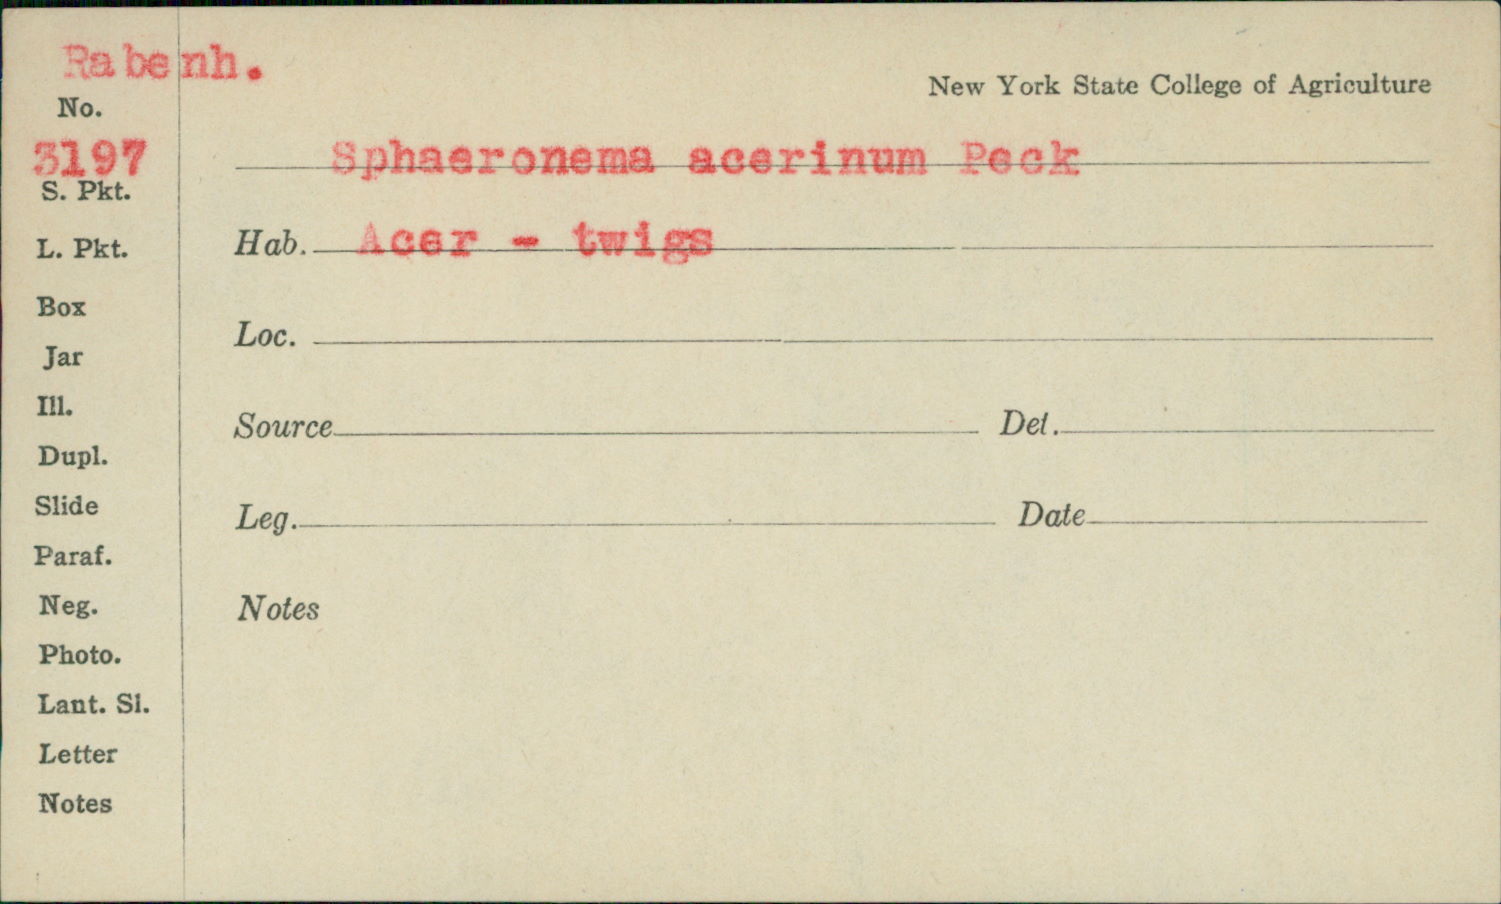 Rabenh.
New York State College of Agriculture
No.
3197
Sphaeronema acerinum Peck
S. Pkt.
Hab. Acer - twigs
L. Pkt.
Box
Loc.
Jar
Ill.
Source Det.
Dupl.
Slide
Leg. Date
Paraf.
Neg.
Notes
Photo.
Lant. Sl.
Letter
Notes